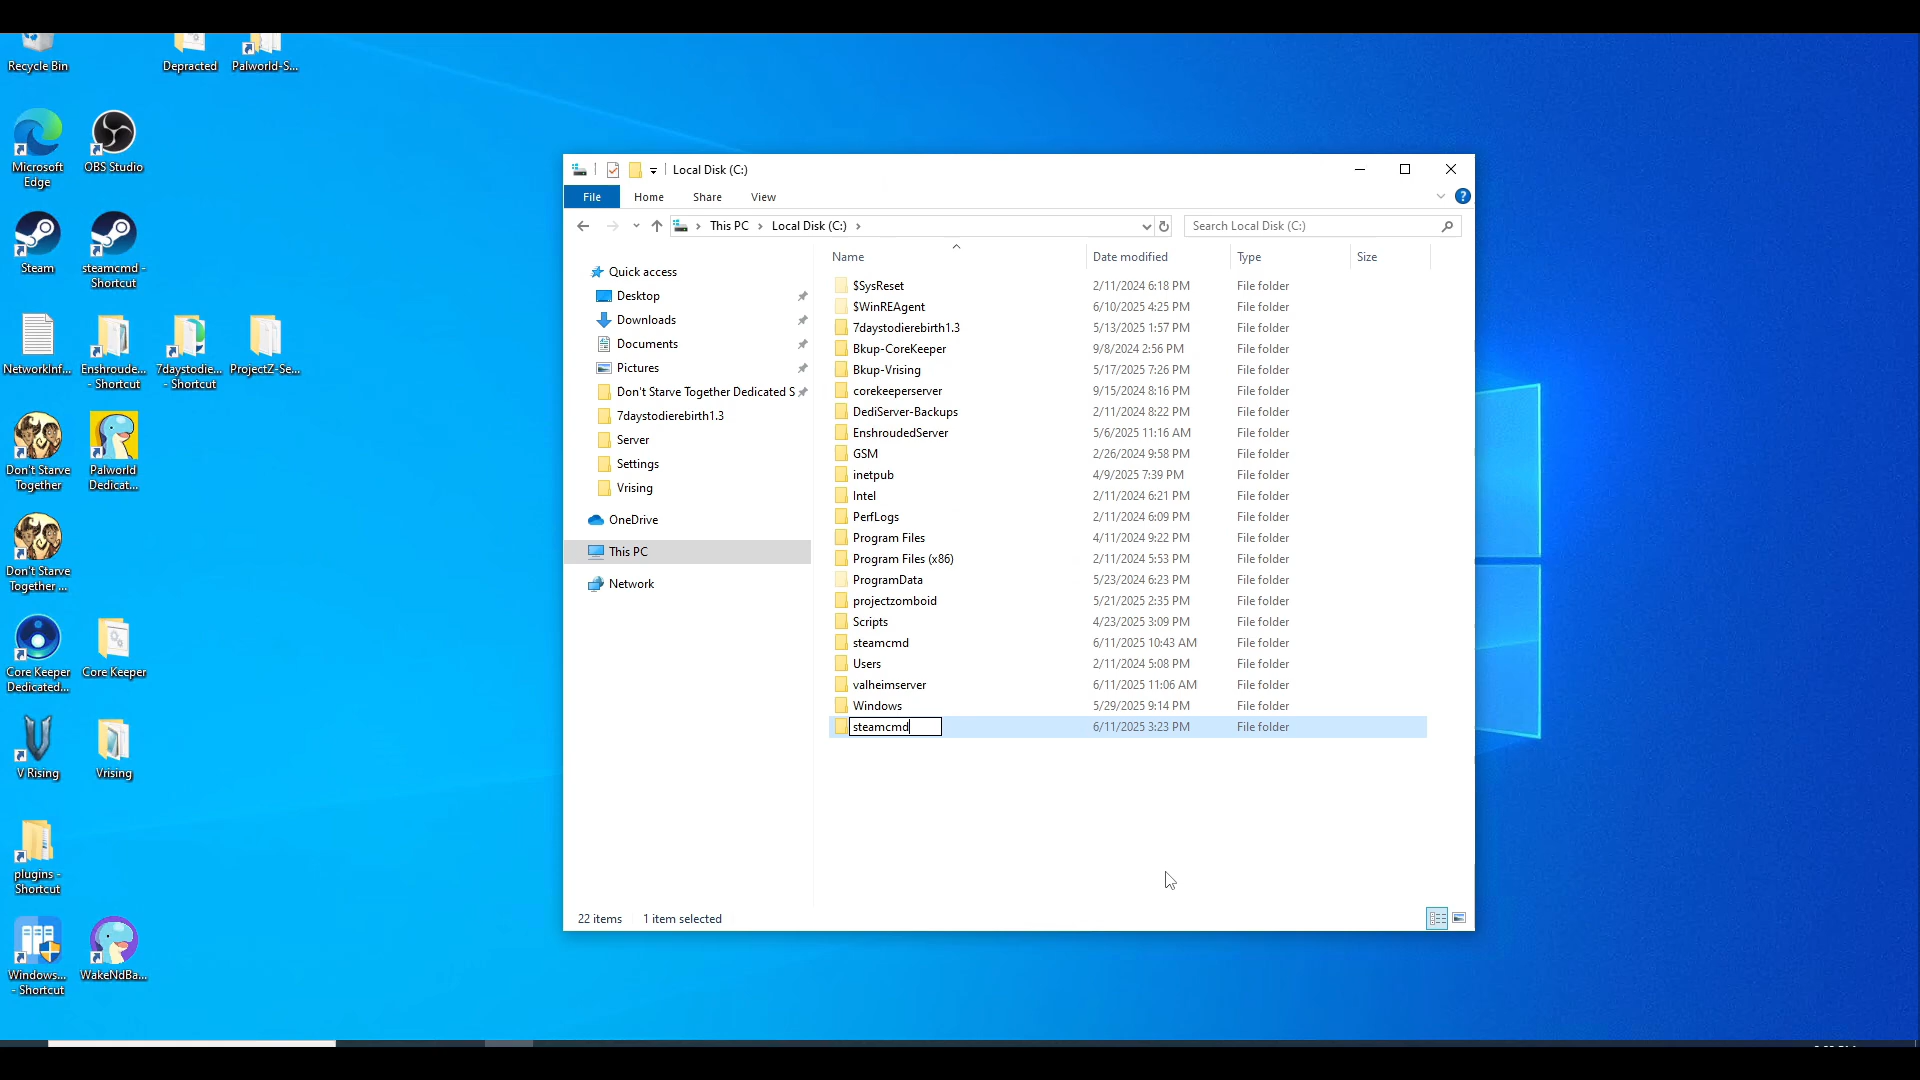 Recycle Bin
Depracted
Palworld-S...
Microsoft
Edge
OBS Studio
Steam
steamcmd -
Shortcut
NetworkInf...
Enshroude...
- Shortcut
7daystodie...
- Shortcut
ProjectZ-Se...
Don't Starve
Together
Palworld
Dedicat...
Don't Starve
Together ...
Core Keeper
Dedicated...
Core Keeper
V Rising
Vrising
plugins -
Shortcut
Windows...
- Shortcut
WakeNdBa...
Local Disk (C:)
File Home Share View
This PC Local Disk (C:)
Search Local Disk (C:)
Quick access
Desktop
Downloads
Documents
Pictures
Don't Starve Together Dedicated S
7daystodierebirth1.3
Server
Settings
Vrising
OneDrive
This PC
Network
Name Date modified Type Size
$SysReset 2/11/2024 6:18 PM File folder
$WinREAgent 6/10/2025 4:25 PM File folder
7daystodierebirth1.3 5/13/2025 1:57 PM File folder
Bkup-CoreKeeper 9/8/2024 2:56 PM File folder
Bkup-Vrising 5/17/2025 7:26 PM File folder
corekeeperserver 9/15/2024 8:16 PM File folder
DediServer-Backups 2/11/2024 8:22 PM File folder
EnshroudedServer 5/6/2025 11:16 AM File folder
GSM 2/26/2024 9:58 PM File folder
inetpub 4/9/2025 7:39 PM File folder
Intel 2/11/2024 6:21 PM File folder
PerfLogs 2/11/2024 6:09 PM File folder
Program Files 4/11/2024 9:22 PM File folder
Program Files (x86) 2/11/2024 5:53 PM File folder
ProgramData 5/23/2024 6:23 PM File folder
projectzomboid 5/21/2025 2:35 PM File folder
Scripts 4/23/2025 3:09 PM File folder
steamcmd 6/11/2025 10:43 AM File folder
Users 2/11/2024 5:08 PM File folder
valheimserver 6/11/2025 11:06 AM File folder
Windows 5/29/2025 9:14 PM File folder
steamcmd 6/11/2025 3:23 PM File folder
22 items 1 item selected